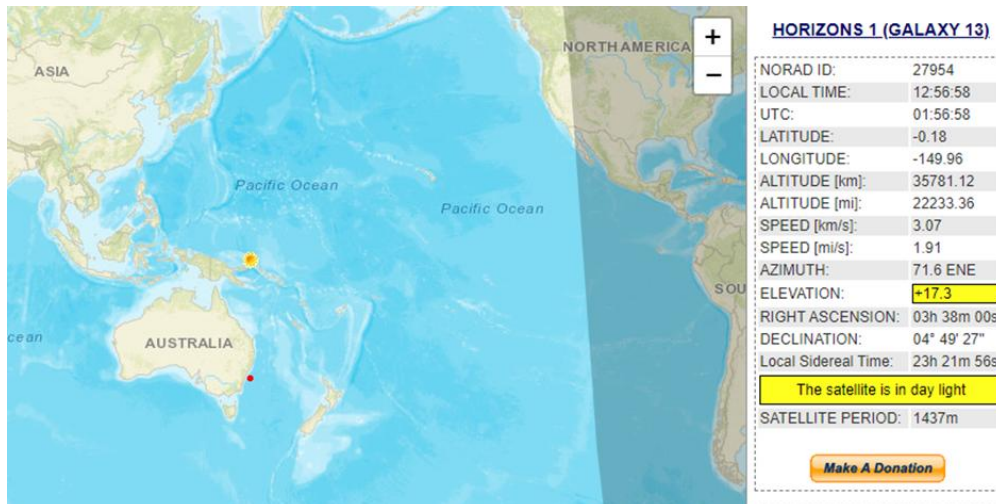 NORTH AMERICA
ASIA
Pacific Ocean
Pacific Ocean
SOU
cean
AUSTRALIA
+
−
HORIZONS 1 (GALAXY 13)
NORAD ID: 27954
LOCAL TIME: 12:56:58
UTC: 01:56:58
LATITUDE: -0.18
LONGITUDE: -149.96
ALTITUDE [km]: 35781.12
ALTITUDE [mi]: 22233.36
SPEED [km/s]: 3.07
SPEED [mi/s]: 1.91
AZIMUTH: 71.6 ENE
ELEVATION: +17.3
RIGHT ASCENSION: 03h 38m 00s
DECLINATION: 04° 49' 27"
Local Sidereal Time: 23h 21m 56s
The satellite is in day light
SATELLITE PERIOD: 1437m
Make A Donation